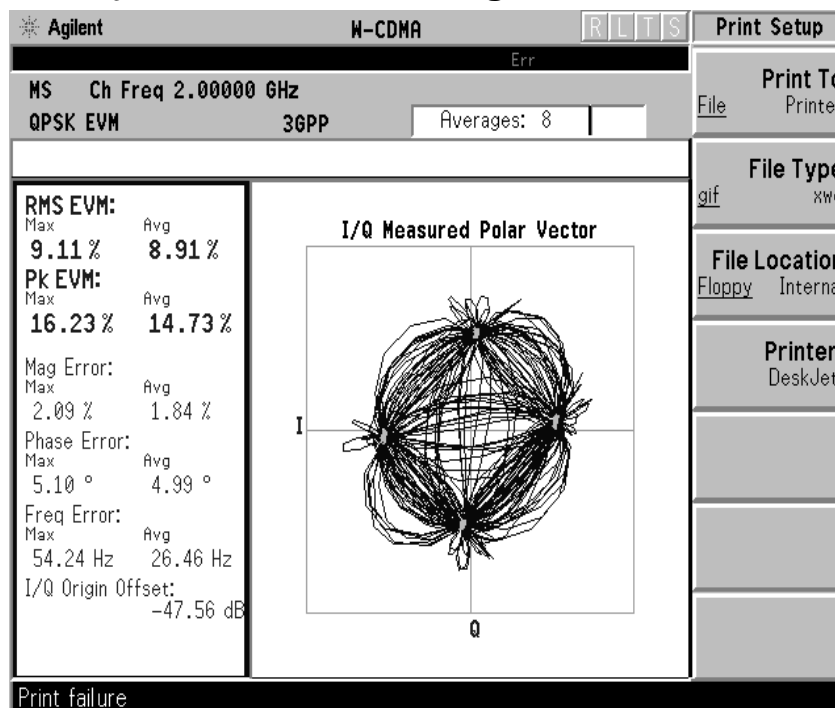 Agilent W-CDMA R L T S Print Setup
Err
MS Ch Freq 2.00000 GHz
QPSK EVM 3GPP Averages: 8
Print To
File Printe
File Type
gif xw
File Location
Floppy Interna
Printer
DeskJet
RMS EVM:
Max Avg
9.11 % 8.91 %
Pk EVM:
Max Avg
16.23 % 14.73 %
Mag Error:
Max Avg
2.09 % 1.84 %
Phase Error:
Max Avg
5.10 ° 4.99 °
Freq Error:
Max Avg
54.24 Hz 26.46 Hz
I/Q Origin Offset:
-47.56 dB
I/Q Measured Polar Vector
I
Q
Print failure